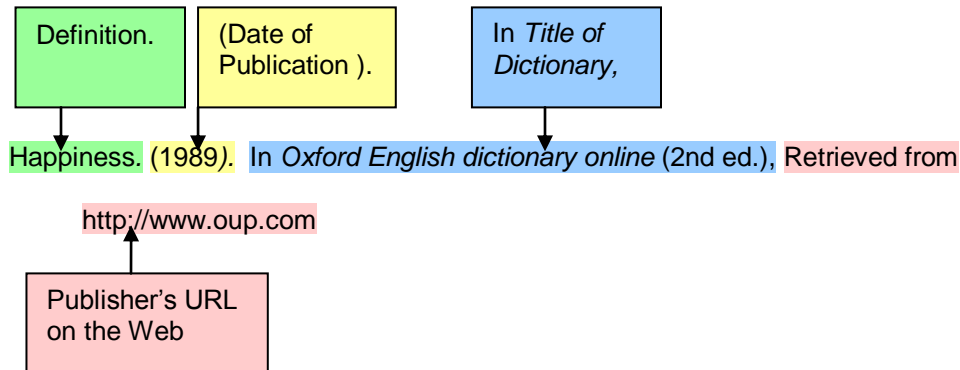 Definition.
(Date of
Publication ).
In Title of
Dictionary,
Happiness. (1989). In Oxford English dictionary online (2nd ed.), Retrieved from
http://www.oup.com
Publisher’s URL
on the Web